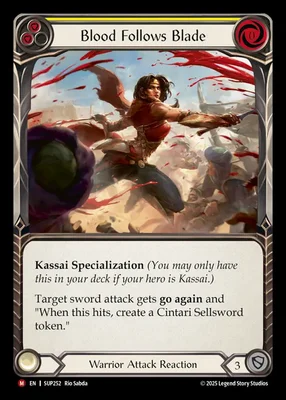 Blood Follows Blade
Kassai Specialization (You may only have
this in your deck if your hero is Kassai.)
Target sword attack gets go again and
"When this hits, create a Cintari Sellsword
token."
Warrior Attack Reaction
3
M EN | SUP252 Rio Sabda
© 2025 Legend Story Studios